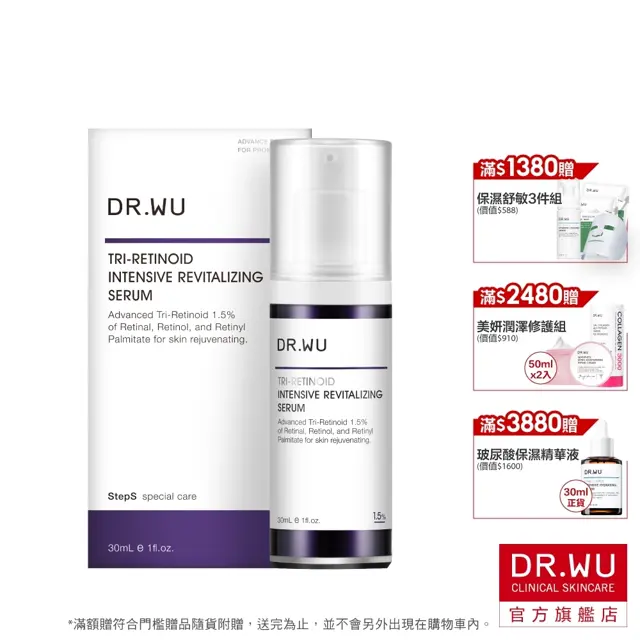 ADVANCE
FOR PRO
DR.WU
TRI-RETINOID
INTENSIVE REVITALIZING
SERUM
Advanced Tri-Retinoid 1.5%
of Retinal, Retinol, and Retinyl
Palmitate for skin rejuvenating.
StepS special care
30mL e 1fl.oz.
DR.WU
TRI-RETINOID
INTENSIVE REVITALIZING
SERUM
Advanced Tri-Retinoid 1.5%
of Retinal, Retinol, and Retinyl
Palmitate for skin rejuvenating.
1.5%
30mL e 1fl.oz.
滿$1380贈
保濕舒敏3件組
(價值$588)
滿$2480贈
美妍潤澤修護組
(價值$910)
50ml
x2入
DR.WU
COLLAGEN 3000
滿$3880贈
玻尿酸保濕精華液
(價值$1600)
30ml
正貨
DR.WU
DR.WU
CLINICAL SKINCARE
官方旗艦店
*滿額贈符合門檻贈品隨貨附贈，送完為止，並不會另外出現在購物車內。